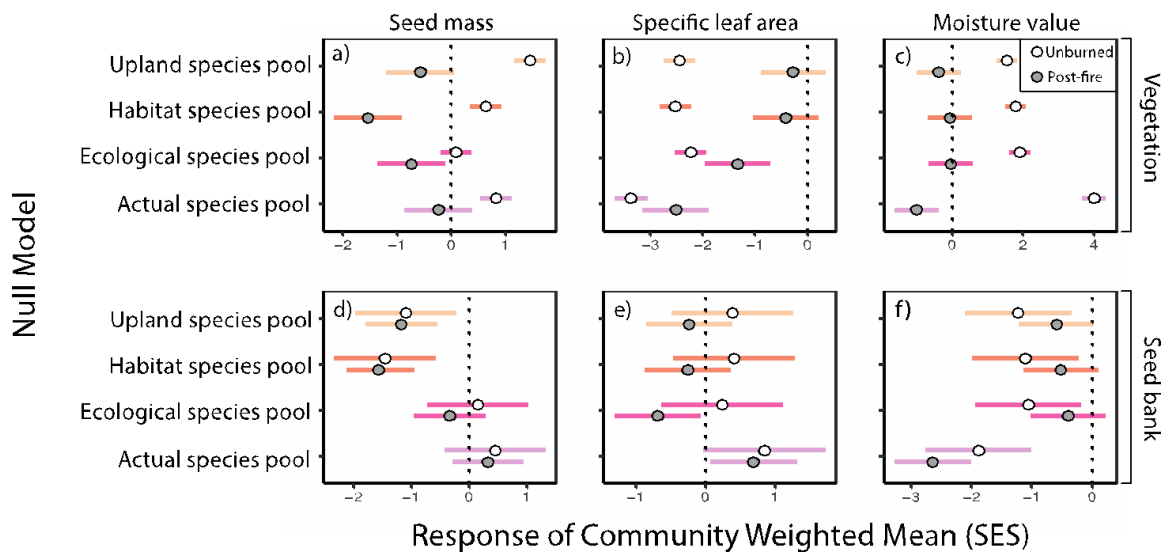 Seed mass Specific leaf area Moisture value
a) b) c)
Unburned
Post-fire
Upland species pool
Habitat species pool
Ecological species pool
Actual species pool
−2 −1 0 1
−3 −2 −1 0
0 2 4
Vegetation
Null Model
d) e) f)
Upland species pool
Habitat species pool
Ecological species pool
Actual species pool
−2 −1 0 1
−1 0 1
−3 −2 −1 0
Seed bank
Response of Community Weighted Mean (SES)